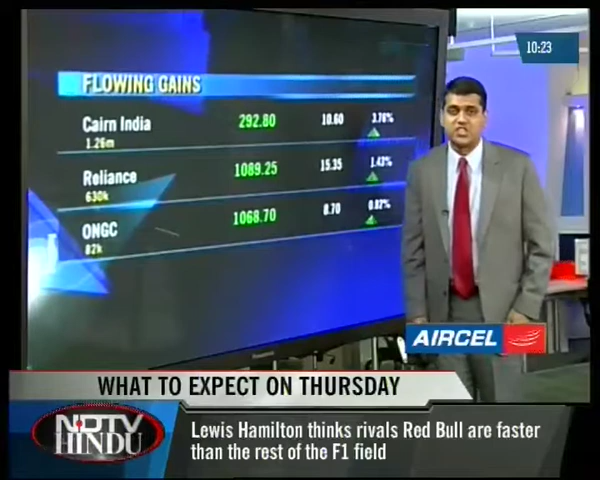 10:23
FLOWING GAINS
Cairn India 292.80 10.60 3.76%
1.26m
Reliance 1089.25 15.35 1.43%
630k
ONGC 1068.70 8.70 0.82%
82k
Panasonic
AIRCEL
WHAT TO EXPECT ON THURSDAY
NDTV
HINDU
Lewis Hamilton thinks rivals Red Bull are faster
than the rest of the F1 field